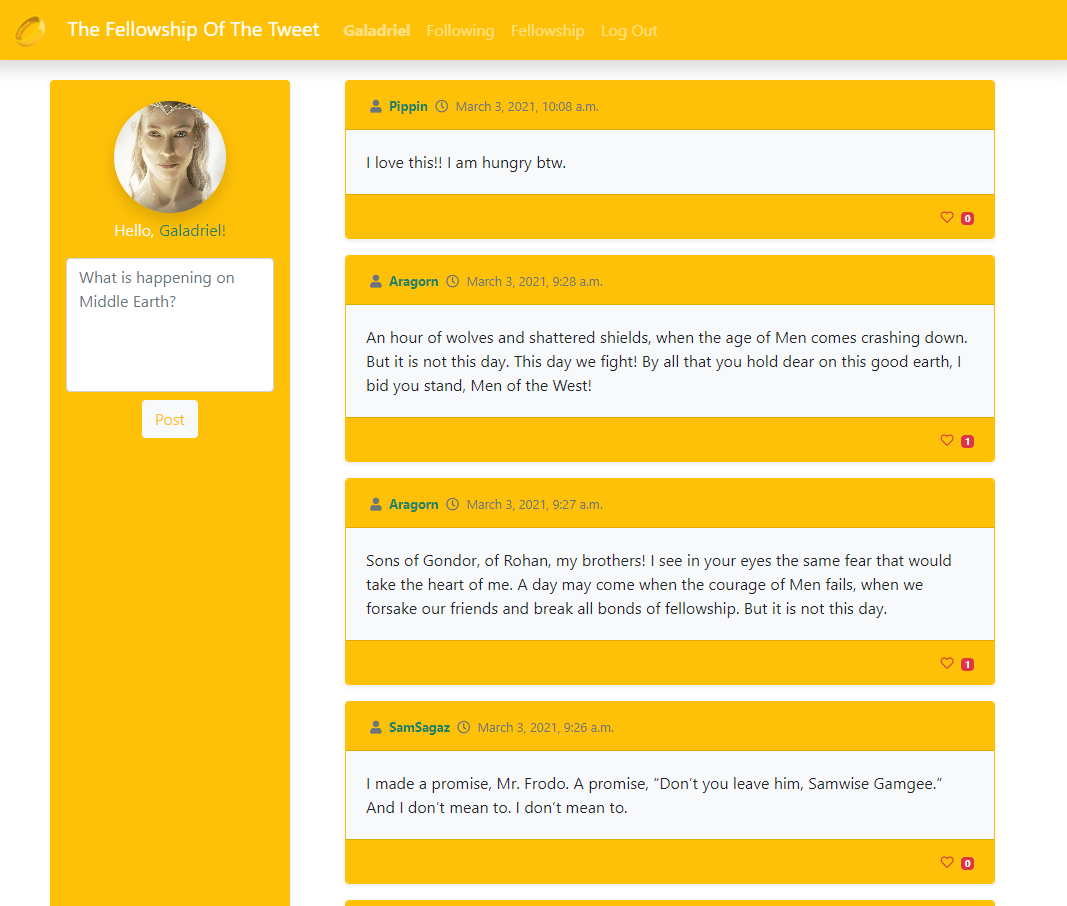 The Fellowship Of The Tweet Galadriel Following Fellowship Log Out
Hello, Galadriel!
What is happening on
Middle Earth?
Post
Pippin March 3, 2021, 10:08 a.m.
I love this!! I am hungry btw.
0
Aragorn March 3, 2021, 9:28 a.m.
An hour of wolves and shattered shields, when the age of Men comes crashing down.
But it is not this day. This day we fight! By all that you hold dear on this good earth, I
bid you stand, Men of the West!
1
Aragorn March 3, 2021, 9:27 a.m.
Sons of Gondor, of Rohan, my brothers! I see in your eyes the same fear that would
take the heart of me. A day may come when the courage of Men fails, when we
forsake our friends and break all bonds of fellowship. But it is not this day.
1
SamSagaz March 3, 2021, 9:26 a.m.
I made a promise, Mr. Frodo. A promise, “Don’t you leave him, Samwise Gamgee.”
And I don’t mean to. I don’t mean to.
0